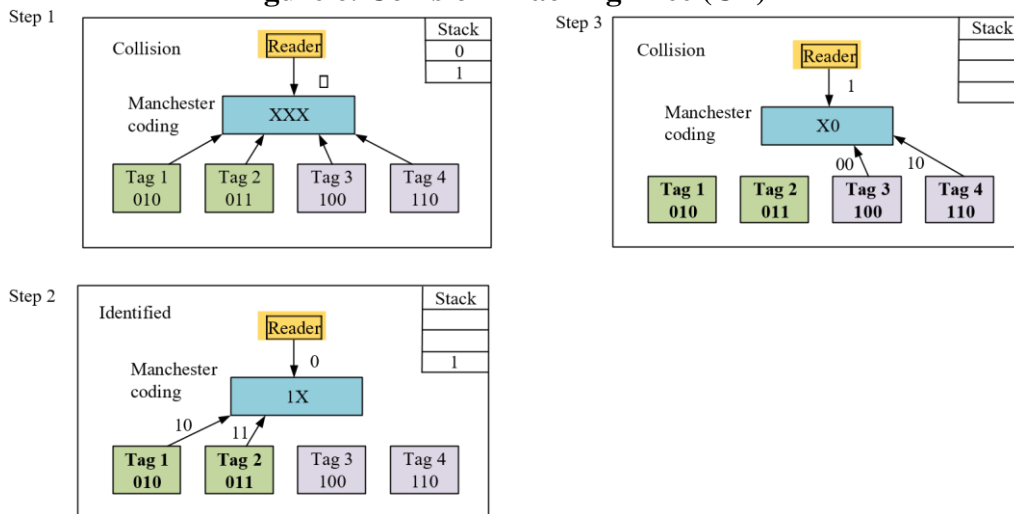 Step 1
Collision
Reader
Stack
0
1
Manchester
coding
XXX
Tag 1
010
Tag 2
011
Tag 3
100
Tag 4
110
Step 2
Identified
Reader
Stack
1
0
Manchester
coding
1X
10
11
Tag 1
010
Tag 2
011
Tag 3
100
Tag 4
110
Step 3
Collision
Reader
Stack
1
Manchester
coding
X0
00
10
Tag 1
010
Tag 2
011
Tag 3
100
Tag 4
110